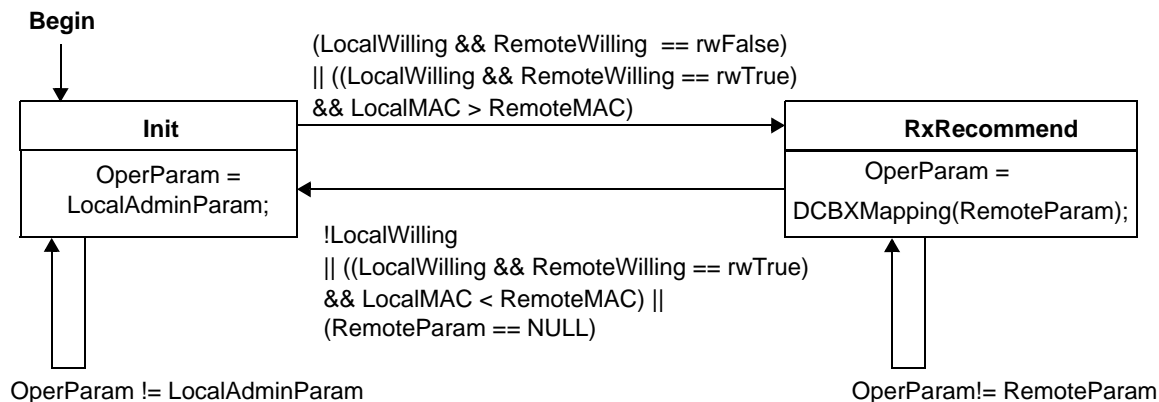 Begin
(LocalWilling && RemoteWilling == rwFalse)
|| ((LocalWilling && RemoteWilling == rwTrue)
&& LocalMAC > RemoteMAC)
Init
RxRecommend
OperParam =
LocalAdminParam;
OperParam =
DCBXMapping(RemoteParam);
!LocalWilling
|| ((LocalWilling && RemoteWilling == rwTrue)
&& LocalMAC < RemoteMAC) ||
(RemoteParam == NULL)
OperParam != LocalAdminParam
OperParam!= RemoteParam